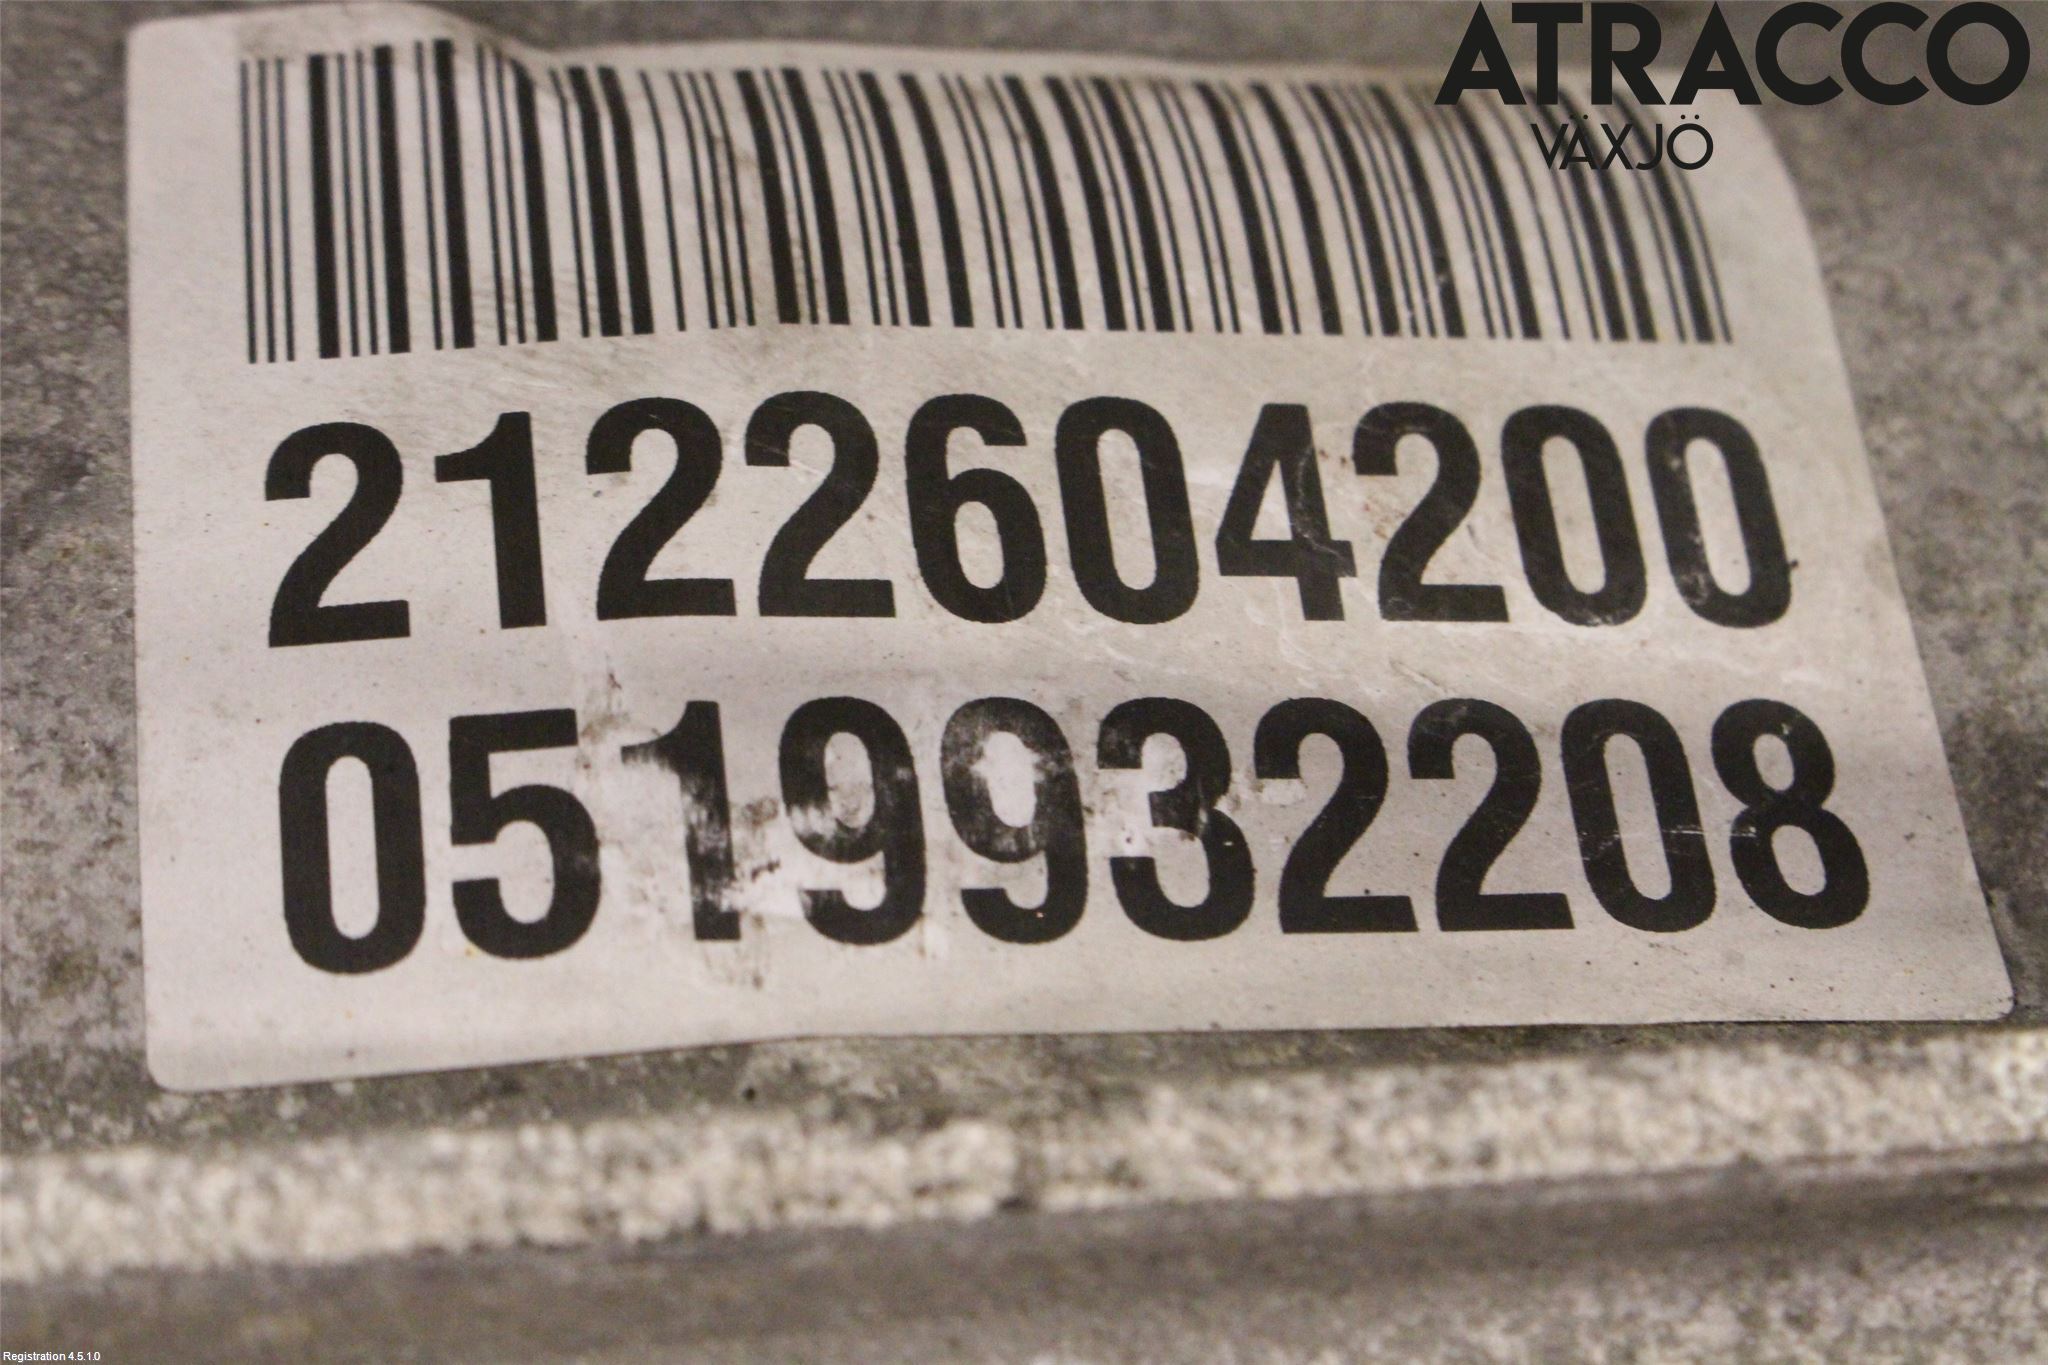 ATRACCO
VÄXJÖ
2122604200
0519932208
Registration 4.5.1.0